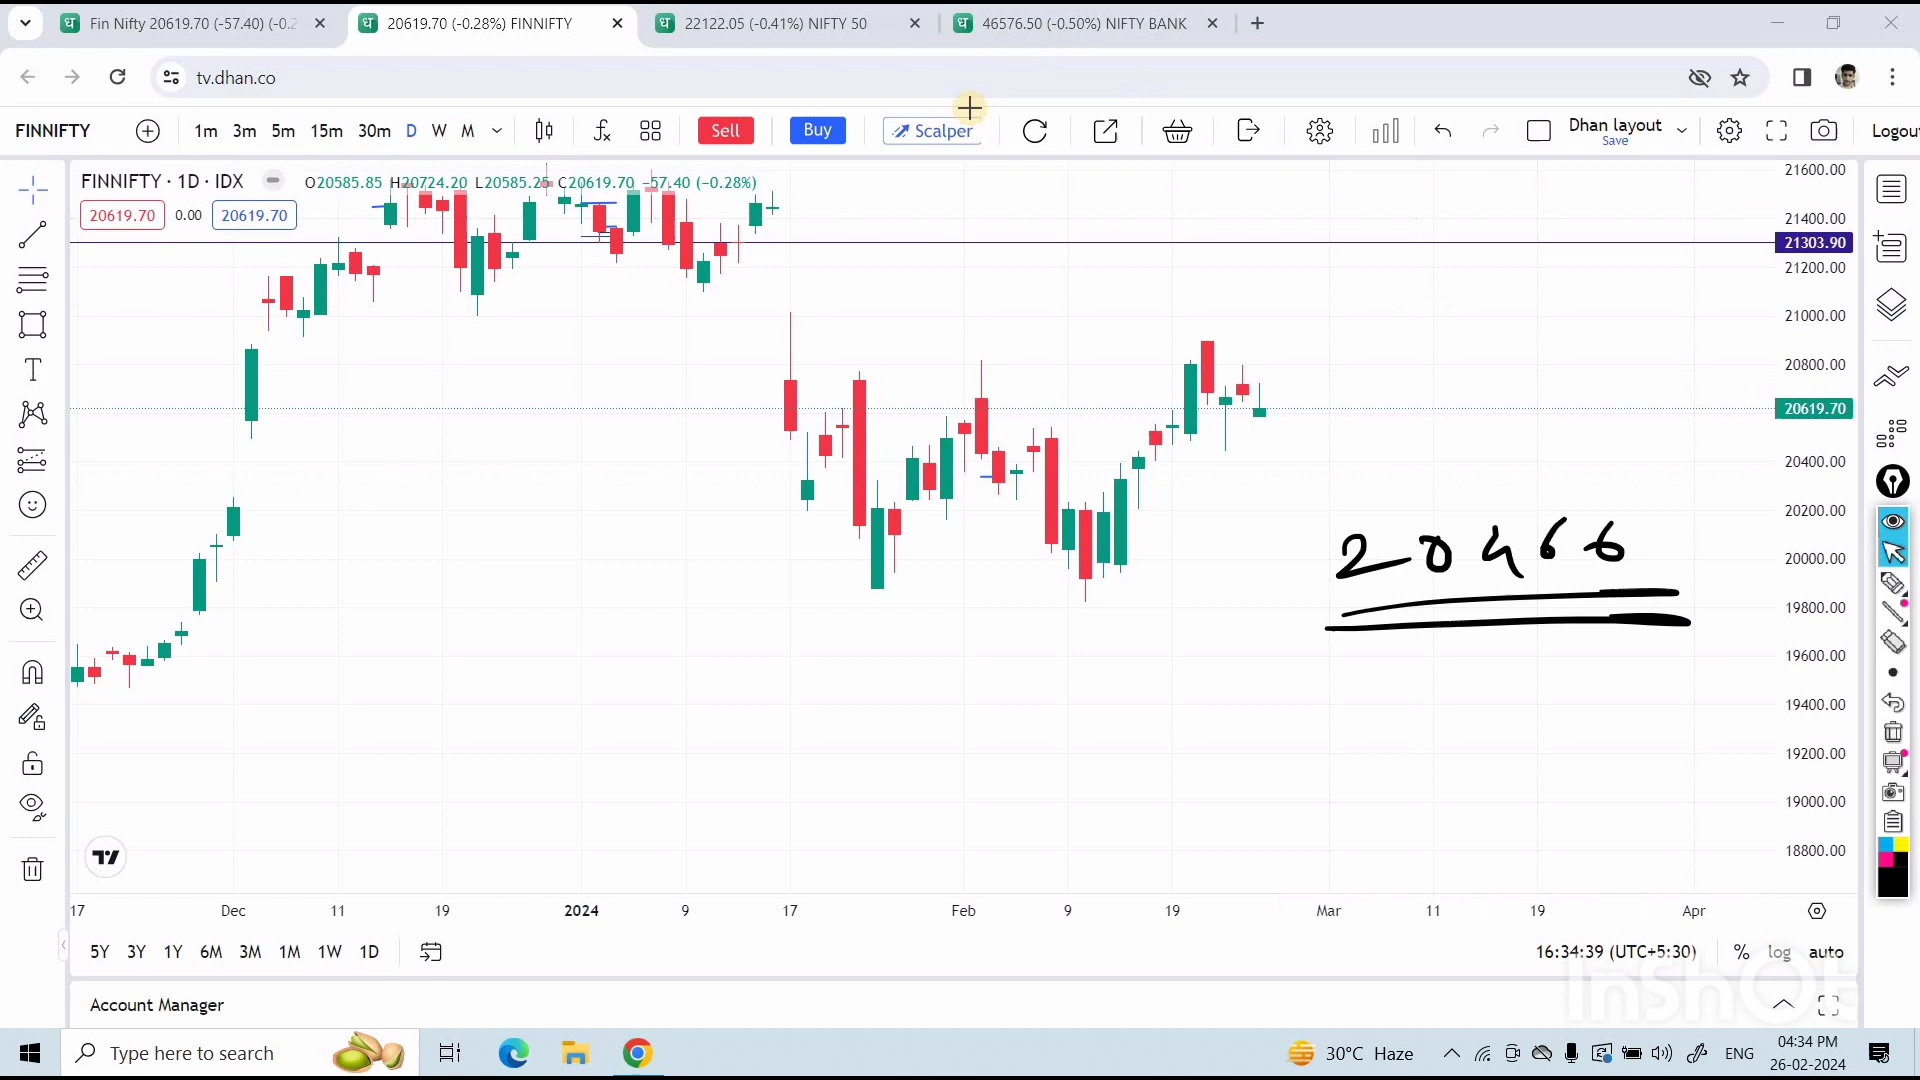 Fin Nifty 20619.70 (-57.40) (-0.2
20619.70 (-0.28%) FINNIFTY
22122.05 (-0.41%) NIFTY 50
46576.50 (-0.50%) NIFTY BANK
tv.dhan.co
FINNIFTY 1m 3m 5m 15m 30m D W M Sell Buy Scalper Dhan layout Save Logout
FINNIFTY · 1D · IDX O20585.85 H20724.20 L20585.25 C20619.70 −57.40 (−0.28%)
20619.70 0.00 20619.70
21600.00
21400.00
21303.90
21200.00
21000.00
20800.00
20619.70
20400.00
20200.00
20000.00
19800.00
19600.00
19400.00
19200.00
19000.00
18800.00
20466
17 Dec 11 19 2024 9 17 Feb 9 19 Mar 11 19 Apr
5Y 3Y 1Y 6M 3M 1M 1W 1D 16:34:39 (UTC+5:30) % log auto
InShOt
Account Manager
Type here to search 30°C Haze ENG 04:34 PM
26-02-2024